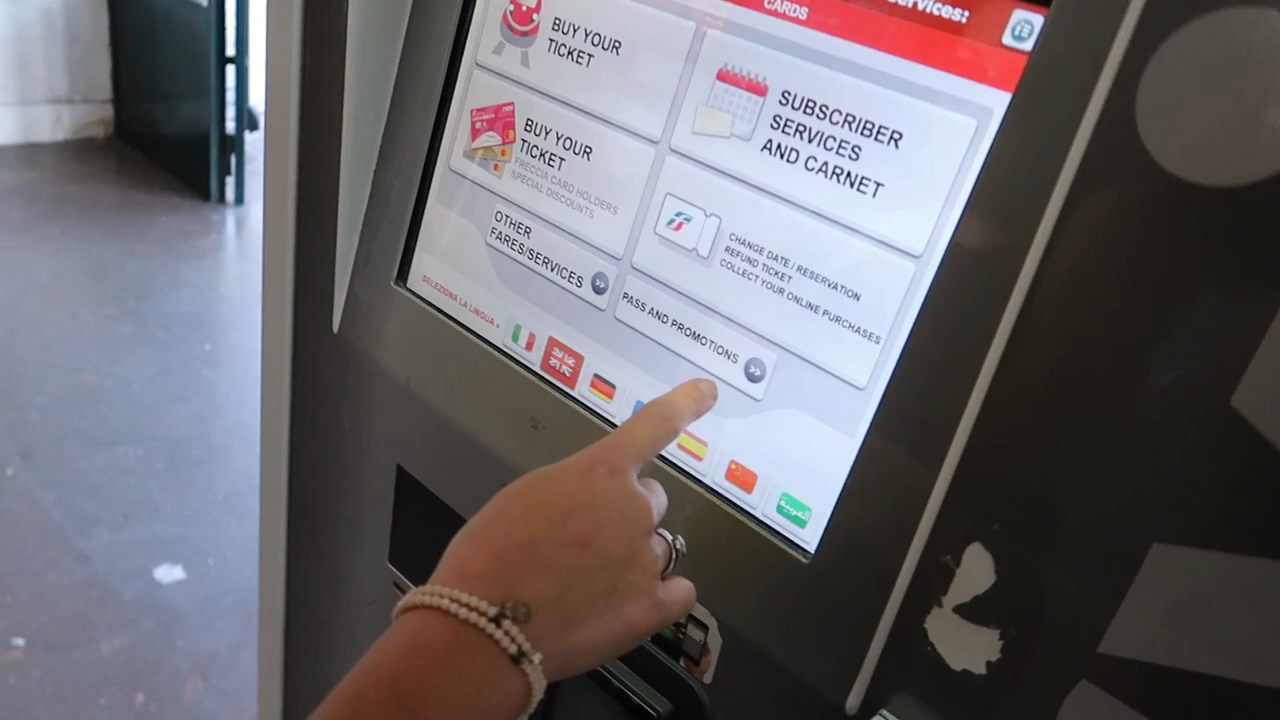 services:
CARDS
BUY YOUR
TICKET
SUBSCRIBER
SERVICES
AND CARNET
BUY YOUR
TICKET
FRECCIA CARD HOLDERS
SPECIAL DISCOUNTS
CHANGE DATE / RESERVATION
REFUND TICKET
COLLECT YOUR ONLINE PURCHASES
OTHER
FARES/SERVICES
PASS AND PROMOTIONS
SELEZIONA LA LINGUA »
العربية